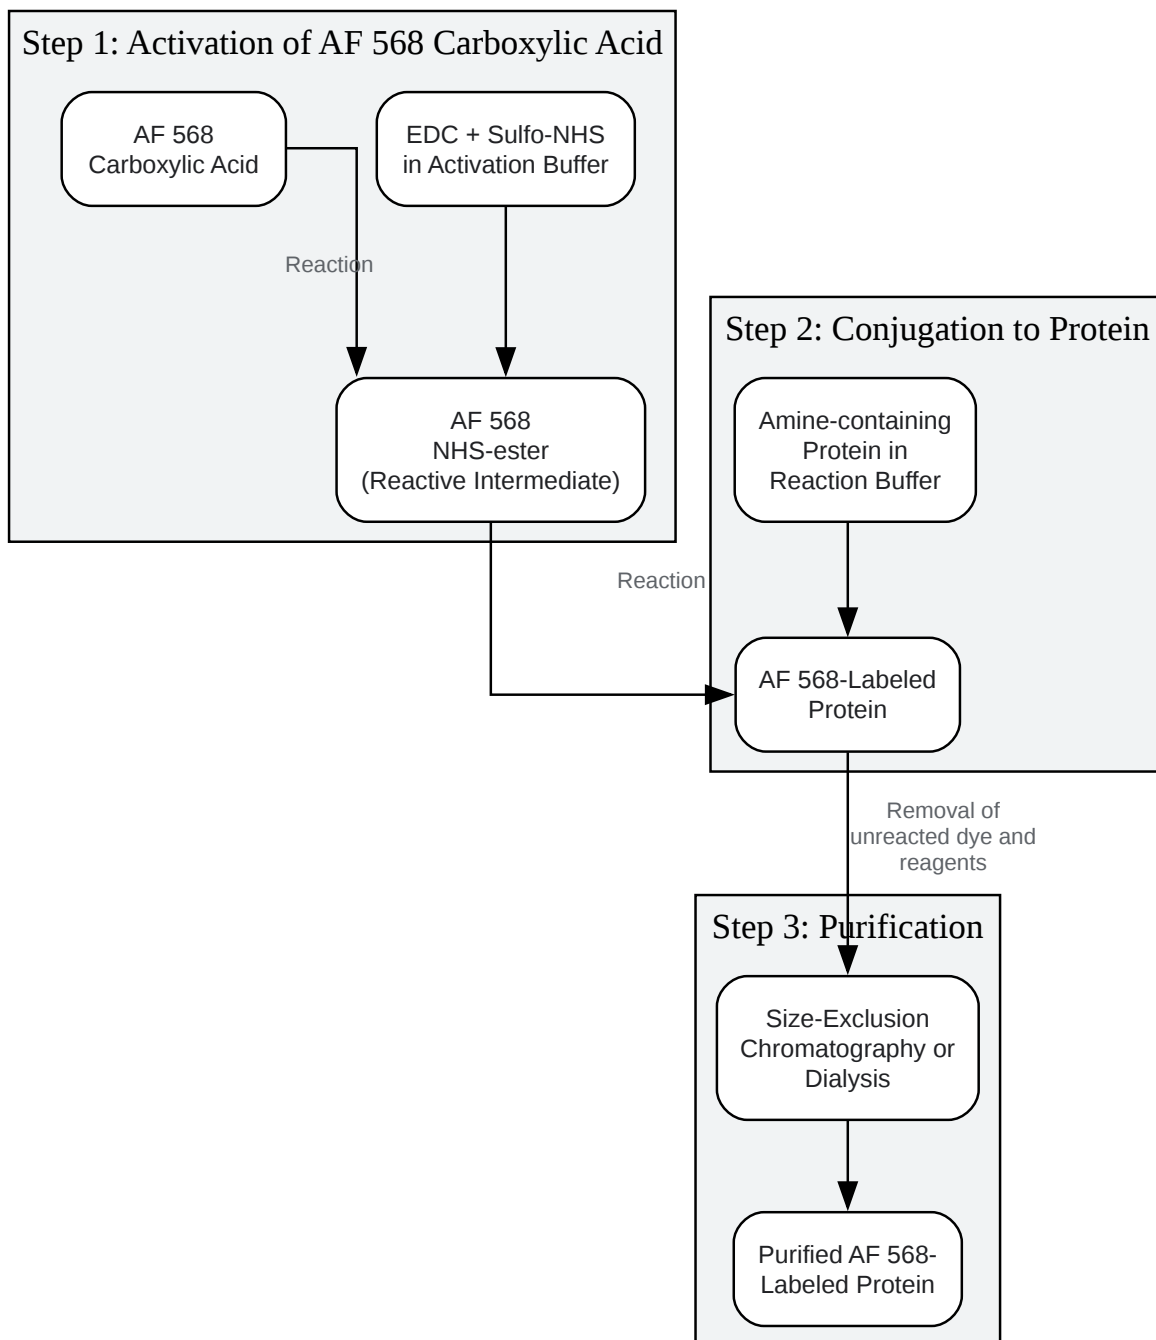 Step 1: Activation of AF 568 Carboxylic Acid
AF 568
Carboxylic Acid
EDC + Sulfo-NHS
in Activation Buffer
Reaction
AF 568
NHS-ester
(Reactive Intermediate)
Step 2: Conjugation to Protein
Amine-containing
Protein in
Reaction Buffer
Reaction
AF 568-Labeled
Protein
Removal of
unreacted dye and
reagents
Step 3: Purification
Size-Exclusion
Chromatography or
Dialysis
Purified AF 568-
Labeled Protein